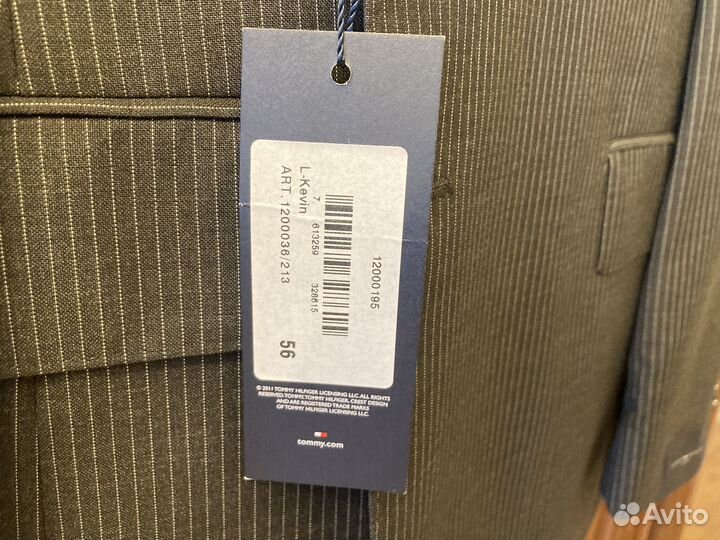 L-Kevin
ART.1200036/213
7 613259 328615
12000195
56
© 2011 TOMMY HILFIGER LICENSING LLC. ALL RIGHTS
RESERVED. TOMMY, TOMMY HILFIGER, CREST DESIGN
AND ARE REGISTERED TRADE MARKS
OF TOMMY HILFIGER LICENSING LLC.
tommy.com
Avito